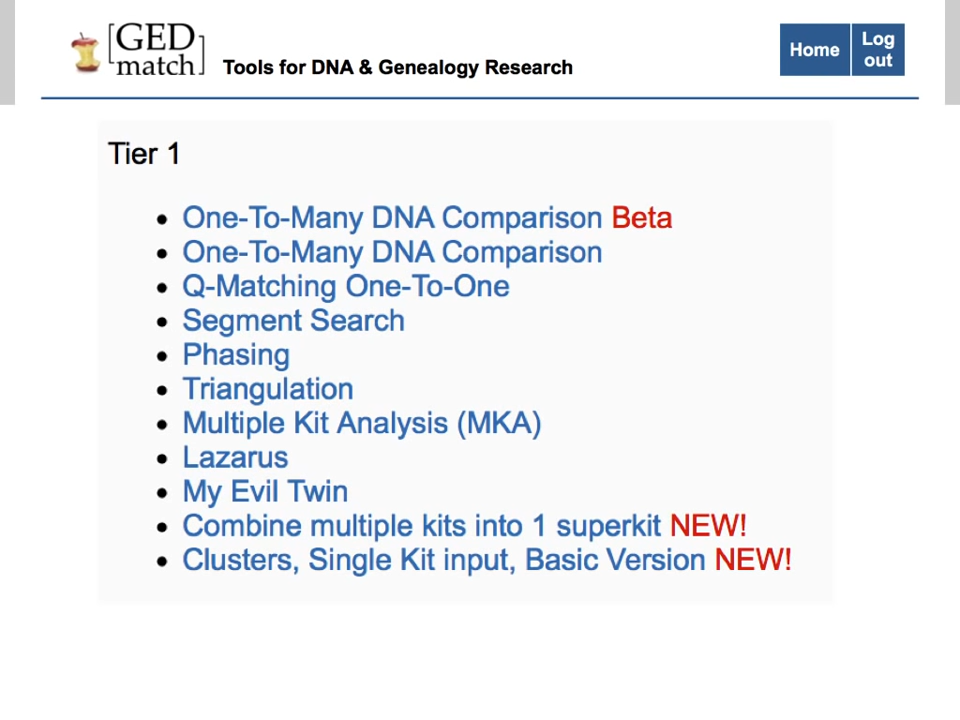 GED
match
Tools for DNA & Genealogy Research
Home
Log
out
Tier 1
One-To-Many DNA Comparison Beta
One-To-Many DNA Comparison
Q-Matching One-To-One
Segment Search
Phasing
Triangulation
Multiple Kit Analysis (MKA)
Lazarus
My Evil Twin
Combine multiple kits into 1 superkit NEW!
Clusters, Single Kit input, Basic Version NEW!